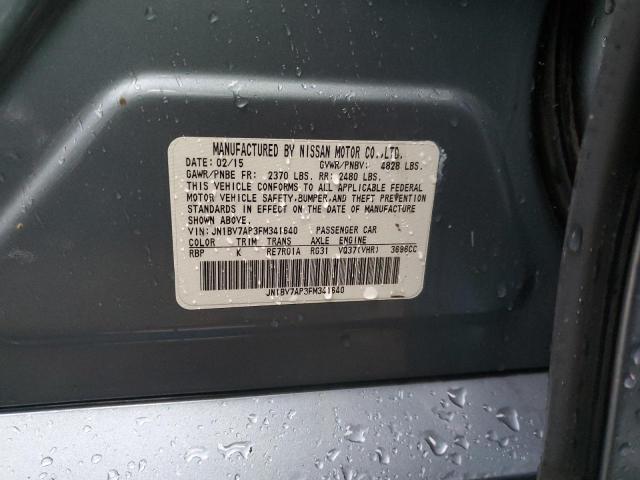 MANUFACTURED BY NISSAN MOTOR CO.,LTD.
DATE: 02/15 GVWR/PNBV: 4828 LBS.
GAWR/PNBE FR: 2370 LBS. RR: 2480 LBS.
THIS VEHICLE CONFORMS TO ALL APPLICABLE FEDERAL
MOTOR VEHICLE SAFETY,BUMPER,AND THEFT PREVENTION
STANDARDS IN EFFECT ON THE DATE OF MANUFACTURE
SHOWN ABOVE.
VIN: JN1BV7AP3FM341640 PASSENGER CAR
COLOR TRIM TRANS AXLE ENGINE
RBP K RE7R01A RG31 VQ37(VHR) 3696CC
JN1BV7AP3FM341640